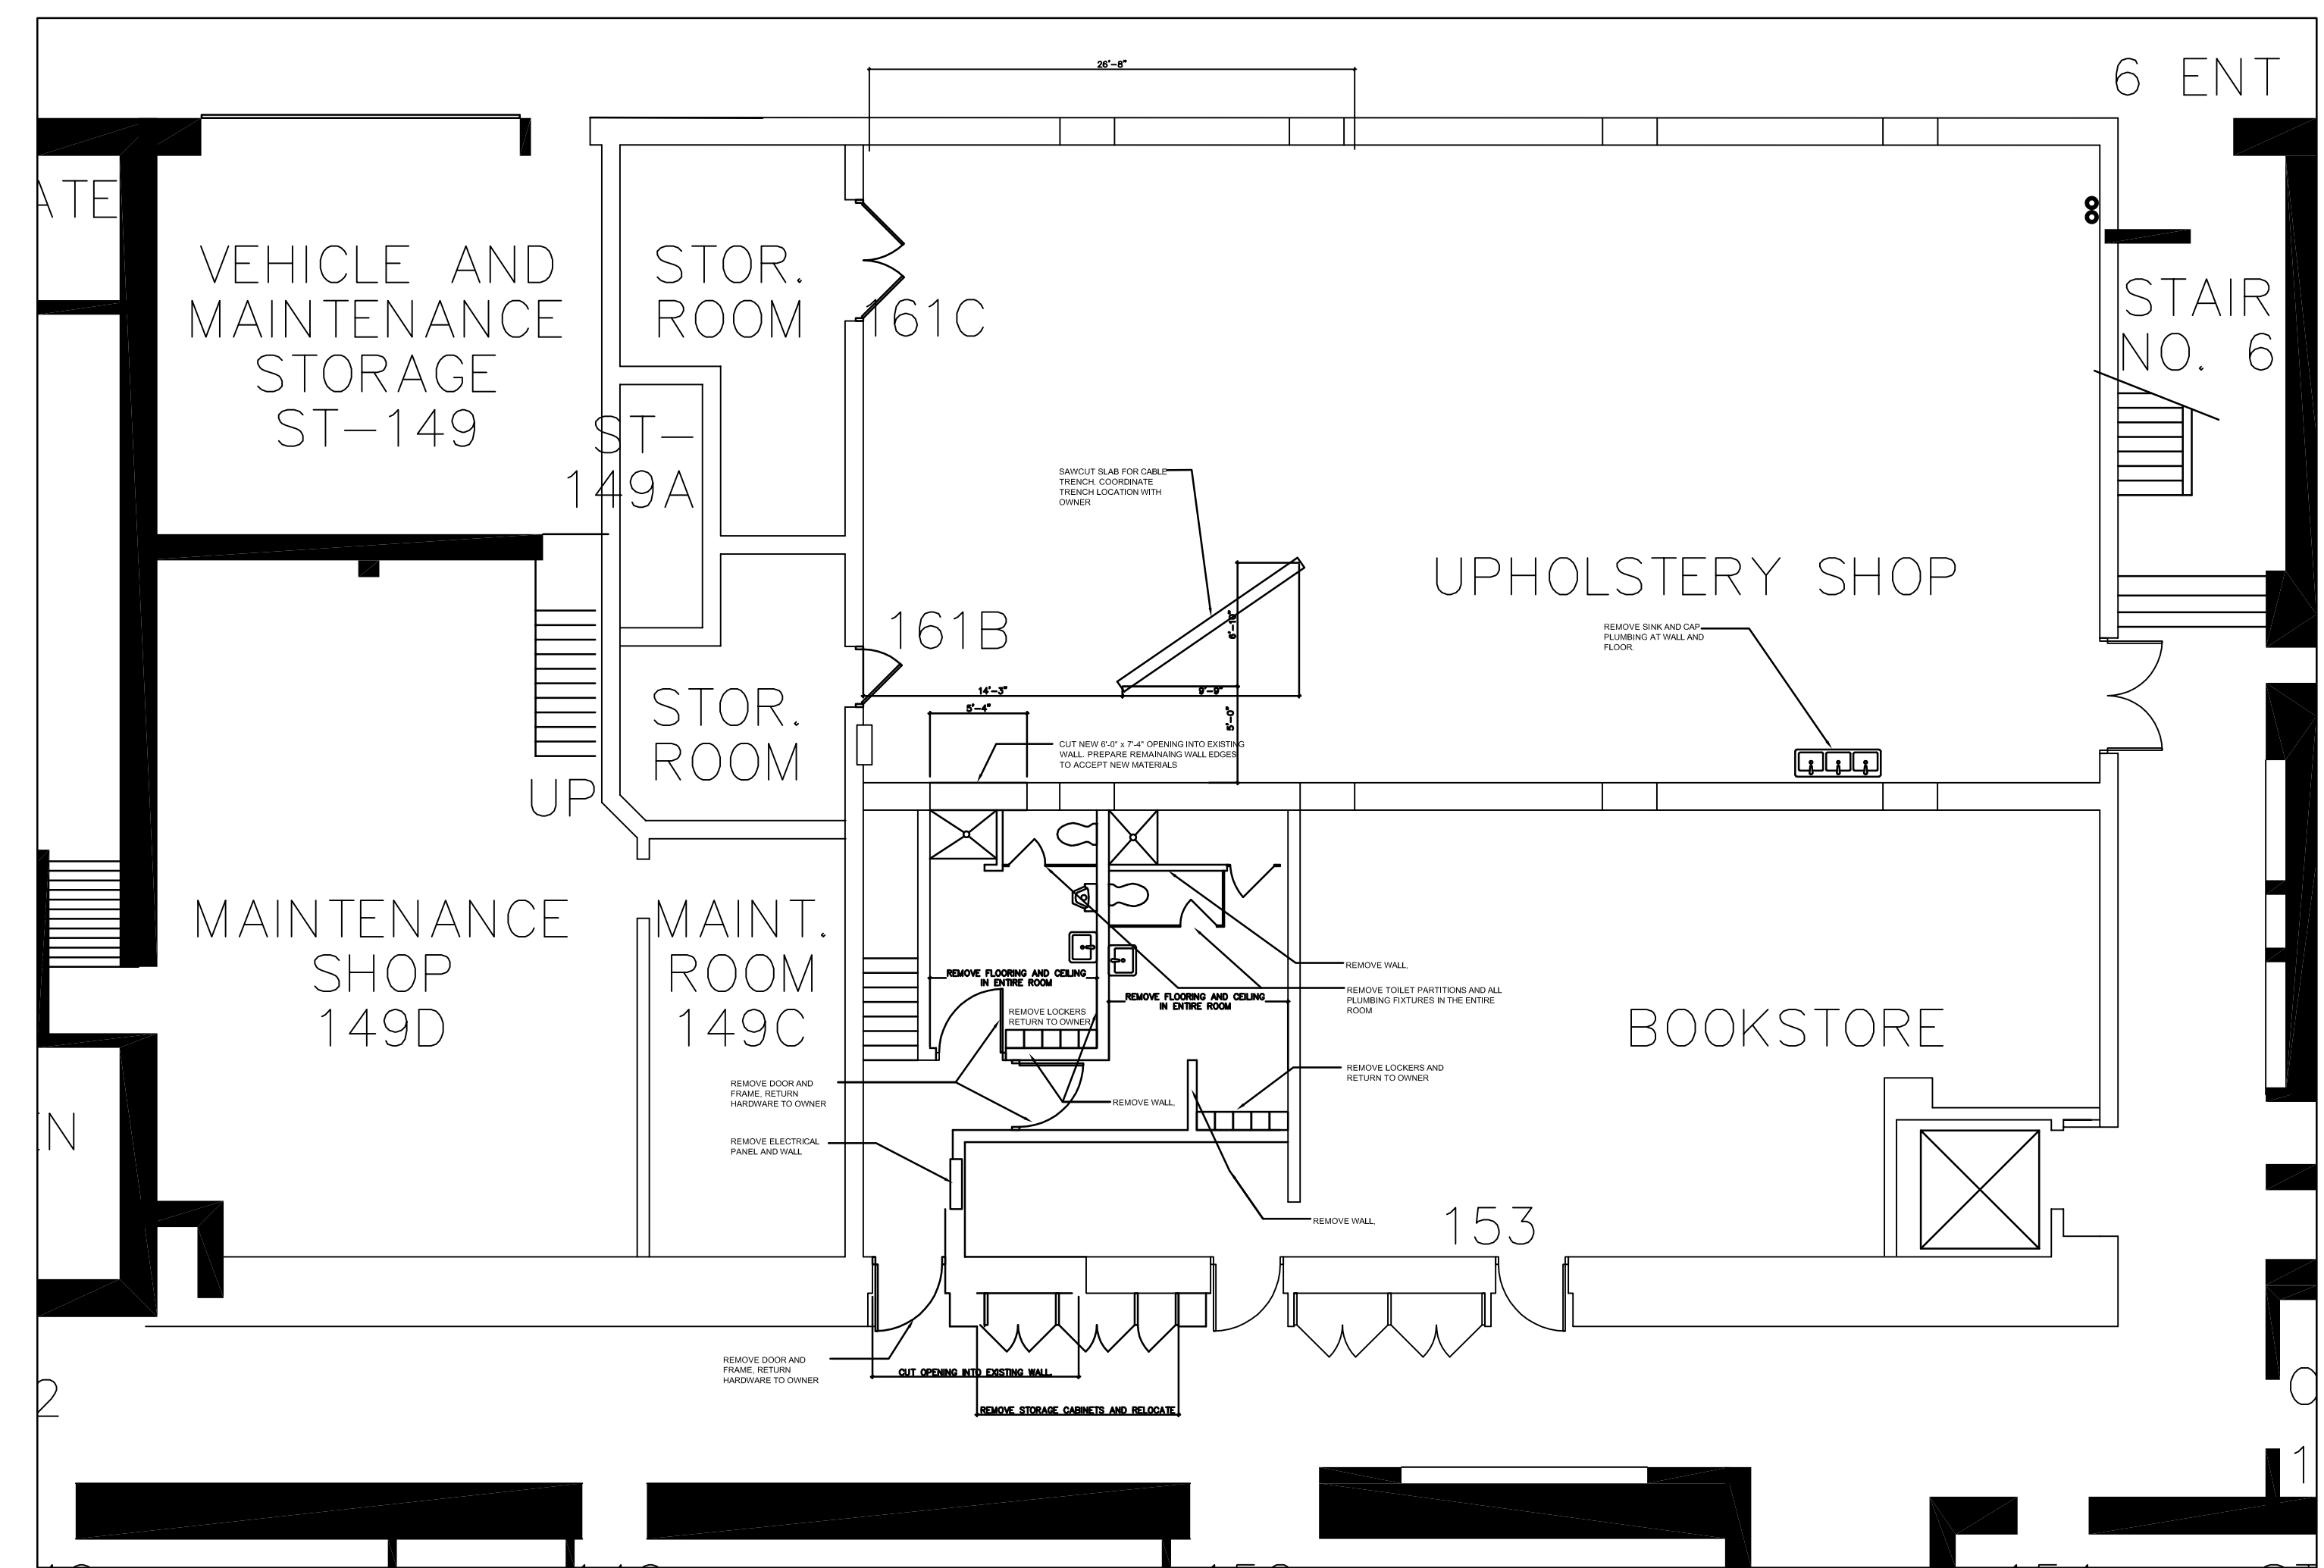 26'-8"
6 ENT
ATE
VEHICLE AND
MAINTENANCE
STORAGE
ST-149
STOR.
ROOM
161C
STAIR
NO. 6
ST-
149A
SAWCUT SLAB FOR CABLE
TRENCH. COORDINATE
TRENCH LOCATION WITH
OWNER
UPHOLSTERY SHOP
161B
REMOVE SINK AND CAP
PLUMBING AT WALL AND
FLOOR.
14'-3"
9'-9"
5'-4"
5'-0"
STOR.
ROOM
CUT NEW 6'-0" x 7'-4" OPENING INTO EXISTING
WALL. PREPARE REMAINAING WALL EDGES
TO ACCEPT NEW MATERIALS
UP
MAINTENANCE
SHOP
149D
MAINT.
ROOM
149C
REMOVE FLOORING AND CEILING
IN ENTIRE ROOM
REMOVE FLOORING AND CEILING
IN ENTIRE ROOM
REMOVE WALL,
REMOVE TOILET PARTITIONS AND ALL
PLUMBING FIXTURES IN THE ENTIRE
ROOM
REMOVE LOCKERS
RETURN TO OWNER
BOOKSTORE
REMOVE LOCKERS AND
RETURN TO OWNER
REMOVE DOOR AND
FRAME, RETURN
HARDWARE TO OWNER
REMOVE WALL,
REMOVE ELECTRICAL
PANEL AND WALL
REMOVE WALL,
153
REMOVE DOOR AND
FRAME, RETURN
HARDWARE TO OWNER
CUT OPENING INTO EXISTING WALL.
REMOVE STORAGE CABINETS AND RELOCATE
2